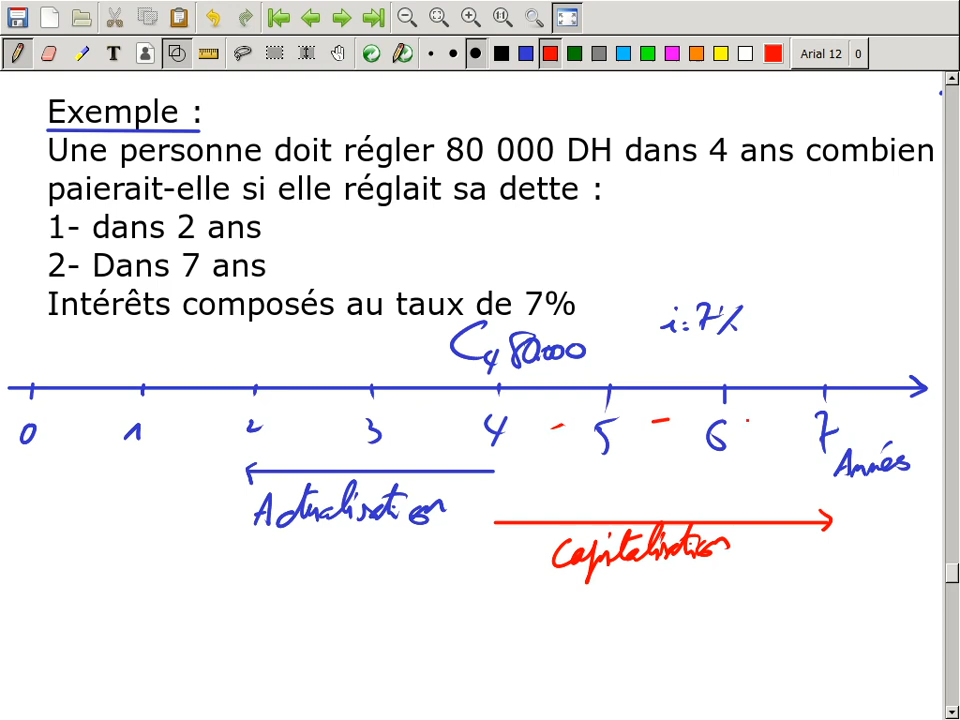 Arial 12 0
Exemple :
Une personne doit régler 80 000 DH dans 4 ans combien
paierait-elle si elle réglait sa dette :
1- dans 2 ans
2- Dans 7 ans
Intérêts composés au taux de 7%
i=7%
C4 80.000
0 1 2 3 4 5 6 7
Années
Actualisation
Capitalisation